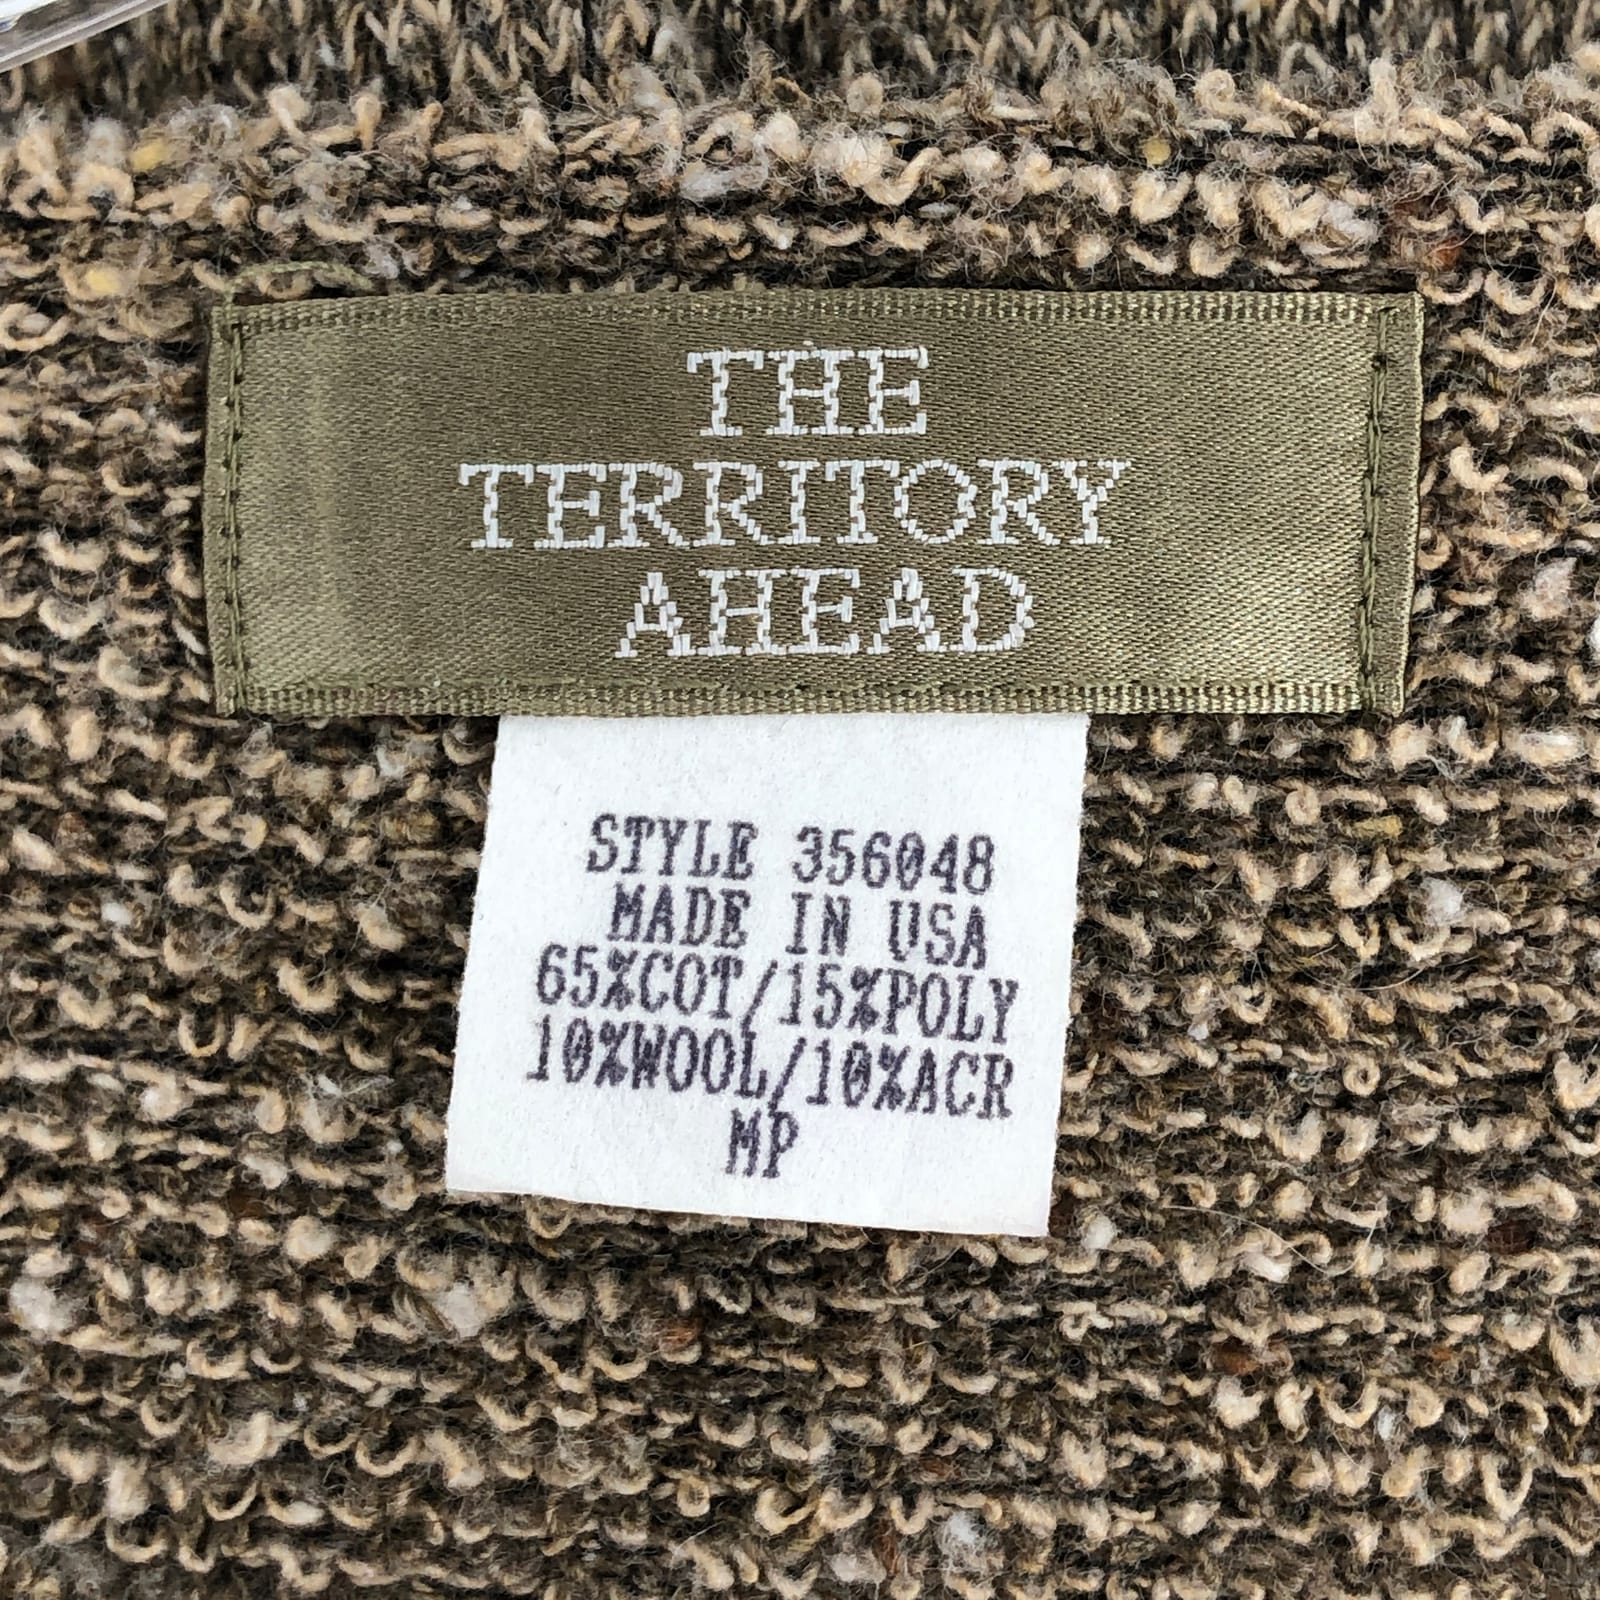 THE
TERRITORY
AHEAD
STYLE 356048
MADE IN USA
65%COT/15%POLY
10%WOOL/10%ACR
MP